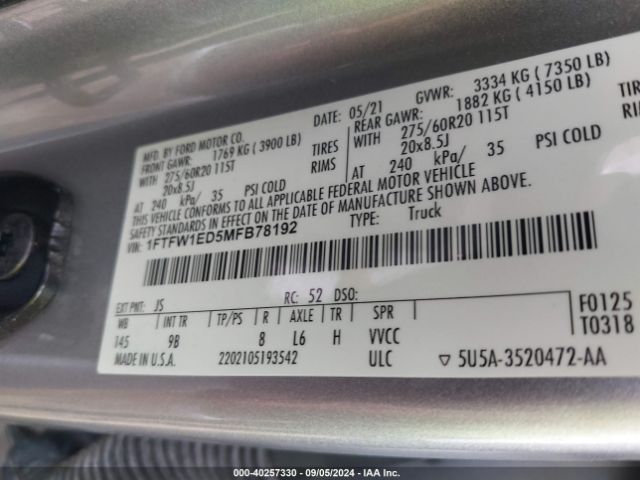 MFD. BY FORD MOTOR CO.
DATE: 05/21 GVWR: 3334 KG ( 7350 LB)
FRONT GAWR: 1769 KG ( 3900 LB)
REAR GAWR: 1882 KG ( 4150 LB)
WITH 275/60R20 115T TIRES
WITH 275/60R20 115T TIRE
20x8.5J RIMS
20x8.5J RIM
AT 240 kPa/ 35 PSI COLD
AT 240 kPa/ 35 PSI COLD
THIS VEHICLE CONFORMS TO ALL APPLICABLE FEDERAL MOTOR VEHICLE
SAFETY STANDARDS IN EFFECT ON THE DATE OF MANUFACTURE SHOWN
VIN: 1FTFW1ED5MFB78192 TYPE: Truck
EXT PNT: JS RC: 52 DSO:
WB INT TR TP/PS R AXLE TR SPR
145 9B 8 L6 H VVCC
F0125
T0318
MADE IN U.S.A. 2202105193542 ULC ▽ 5U5A-3520472-AA
000-40257330 - 09/05/2024 - IAA Inc.